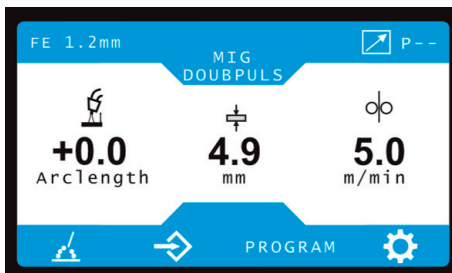 FE 1.2mm
MIG
DOUBPULS
P--
+0.0
Arclength
4.9
mm
5.0
m/min
PROGRAM